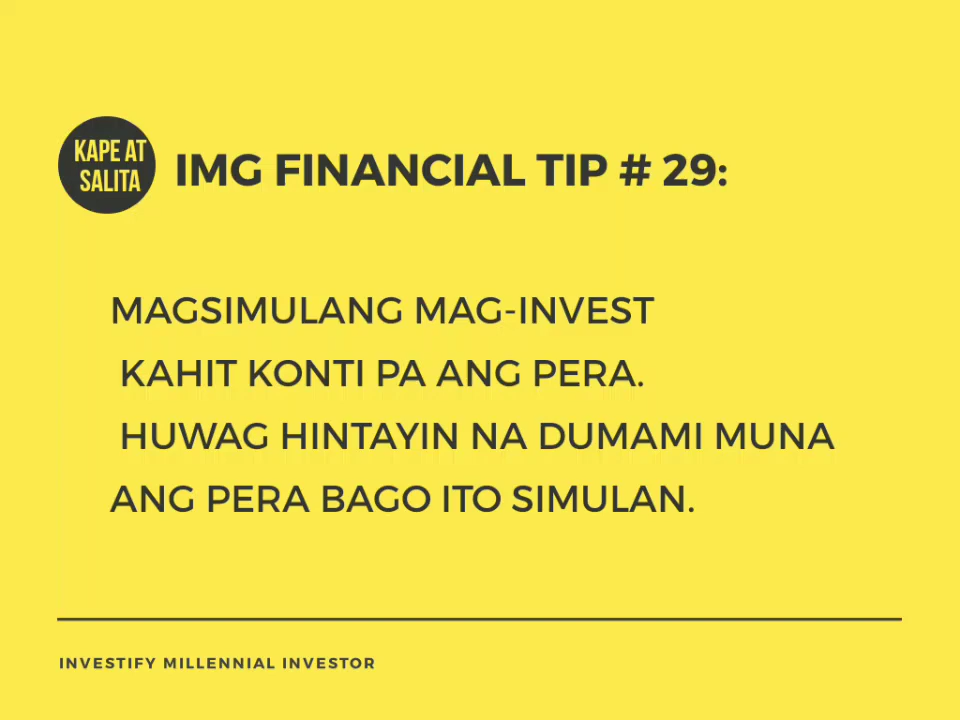 KAPE AT
SALITA
IMG FINANCIAL TIP # 29:
MAGSIMULANG MAG-INVEST
KAHIT KONTI PA ANG PERA.
HUWAG HINTAYIN NA DUMAMI MUNA
ANG PERA BAGO ITO SIMULAN.
INVESTIFY MILLENNIAL INVESTOR